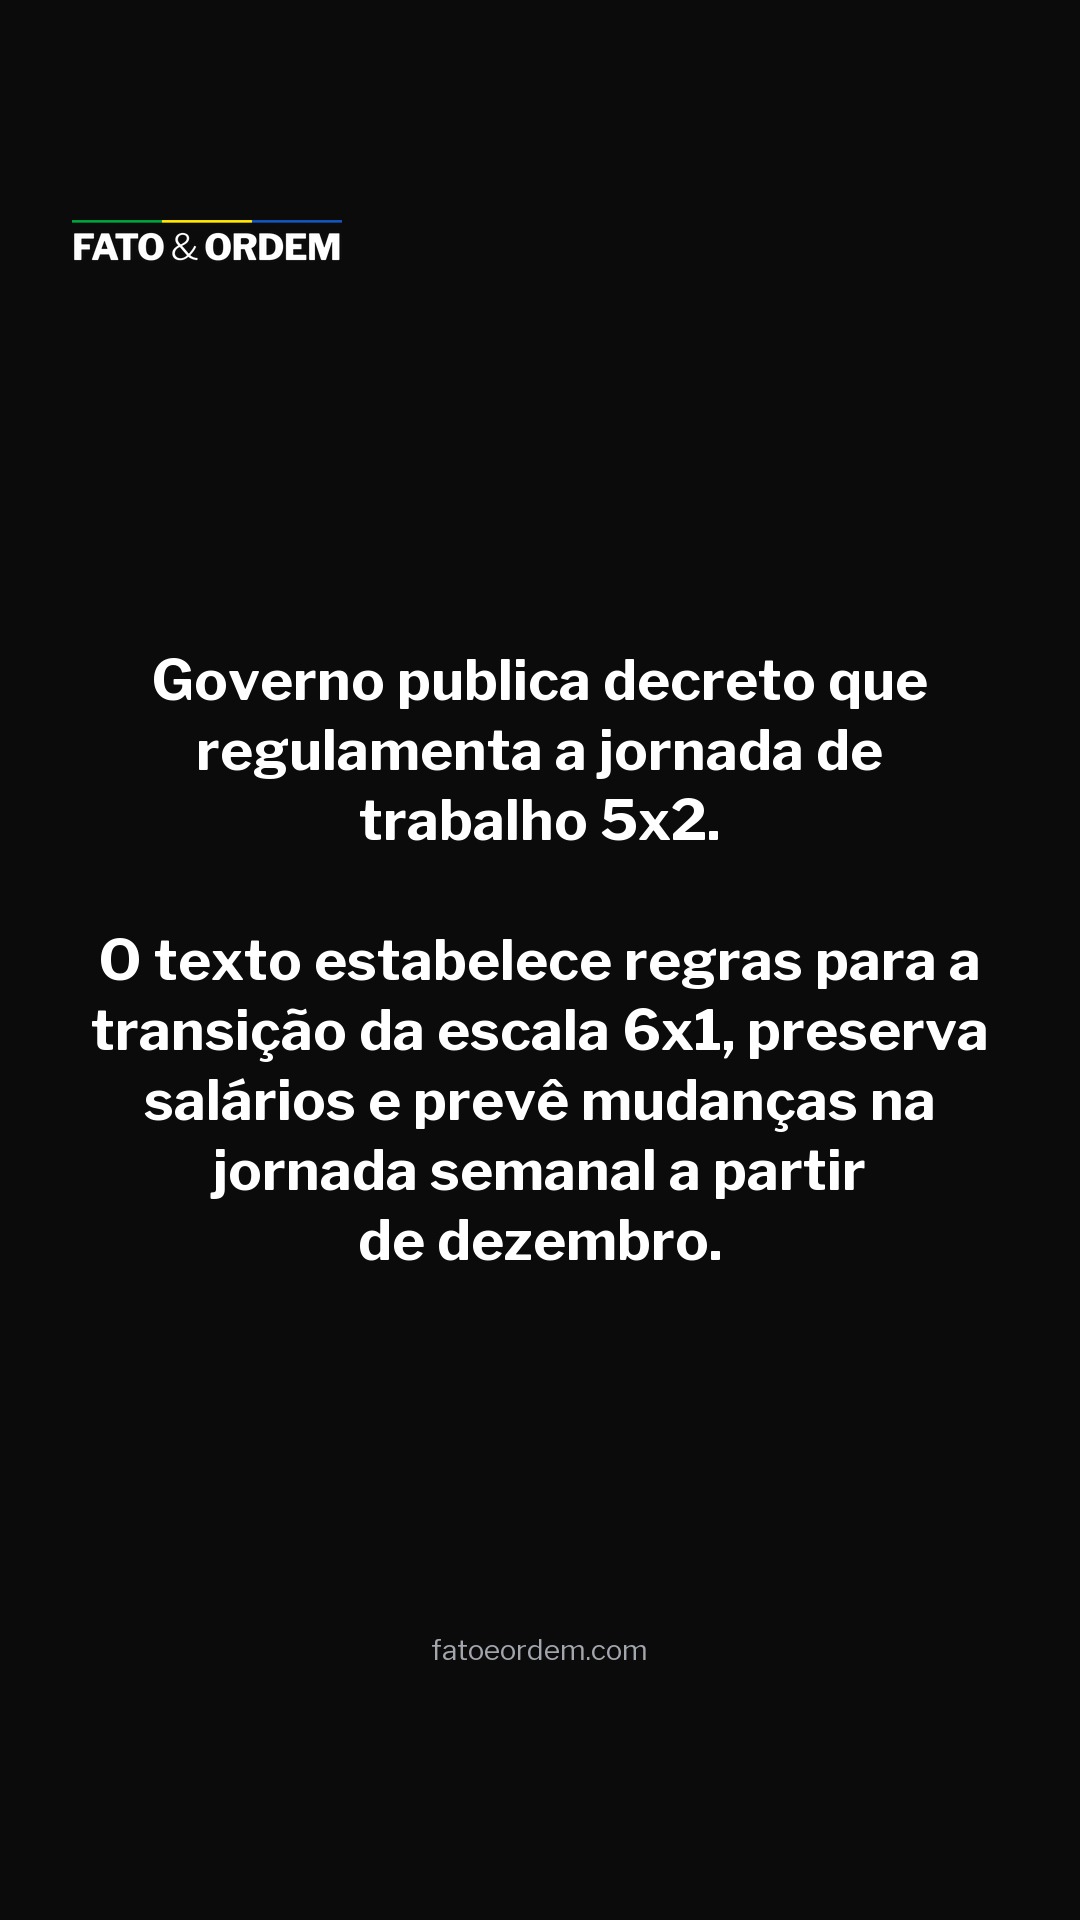 FATO & ORDEM
Governo publica decreto que
regulamenta a jornada de
trabalho 5x2.
O texto estabelece regras para a
transição da escala 6x1, preserva
salários e prevê mudanças na
jornada semanal a partir
de dezembro.
fatoeordem.com